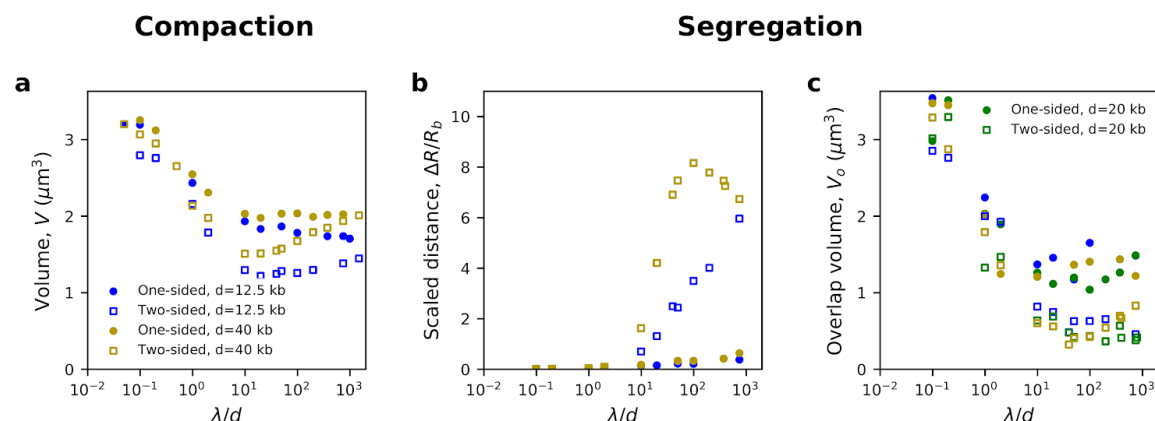 Compaction
Segregation
a
Volume, V (μm³)
3
2
1
0
One-sided, d=12.5 kb
Two-sided, d=12.5 kb
One-sided, d=40 kb
Two-sided, d=40 kb
10⁻² 10⁻¹ 10⁰ 10¹ 10² 10³
λ/d
b
Scaled distance, ΔR/R_b
10
8
6
4
2
0
10⁻² 10⁻¹ 10⁰ 10¹ 10² 10³
λ/d
c
Overlap volume, Vₒ (μm³)
3
2
1
0
One-sided, d=20 kb
Two-sided, d=20 kb
10⁻² 10⁻¹ 10⁰ 10¹ 10² 10³
λ/d